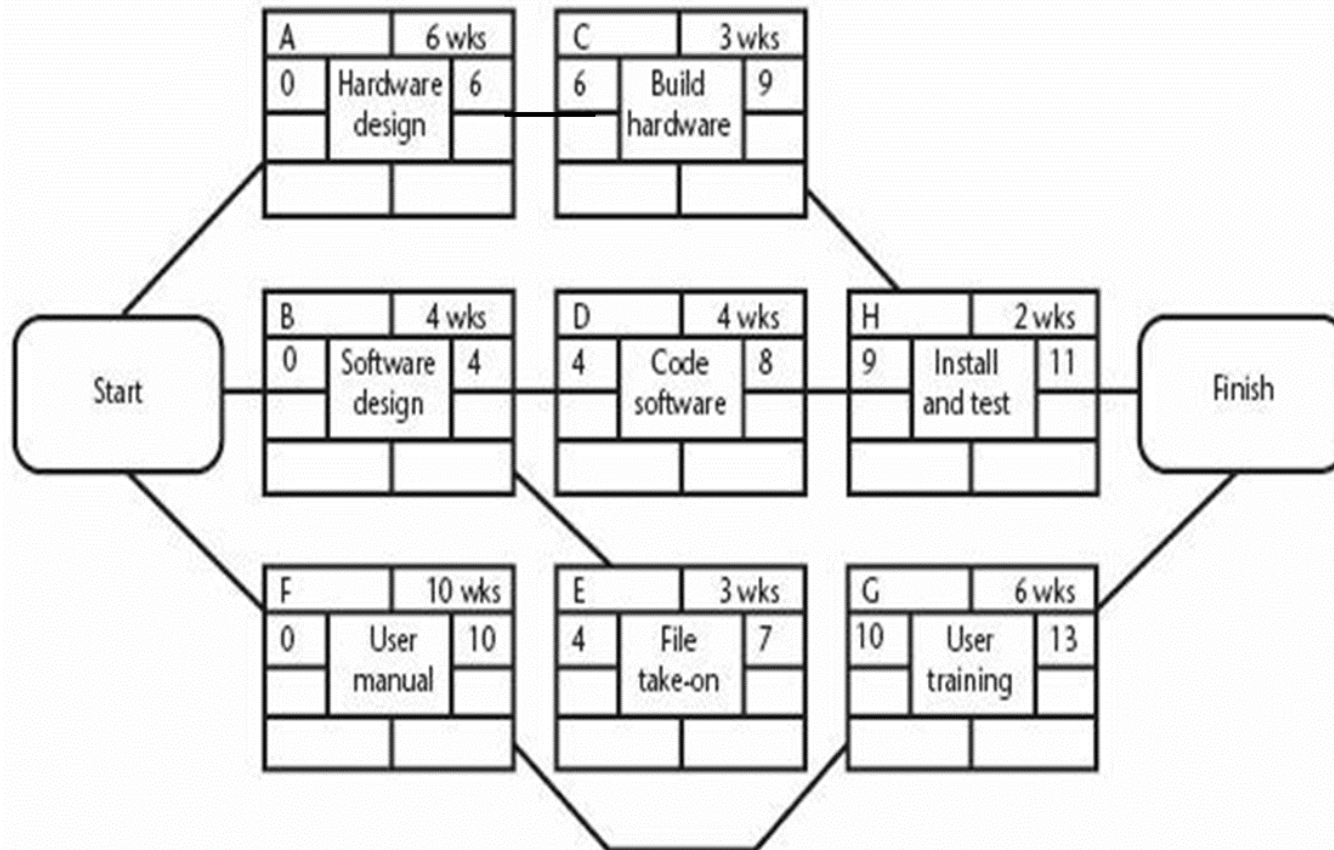 A 6 wks
0 Hardware 6
design
C 3 wks
6 Build 9
hardware
Start
B 4 wks
0 Software 4
design
D 4 wks
4 Code 8
software
H 2 wks
9 Install 11
and test
Finish
F 10 wks
0 User 10
manual
E 3 wks
4 File 7
take-on
G 6 wks
10 User 13
training